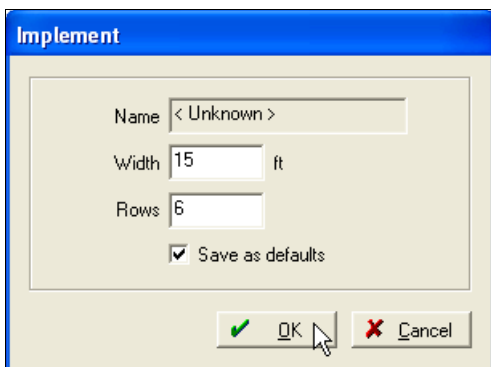 Implement
Name < Unknown >
Width 15 ft
Rows 6
Save as defaults
OK Cancel